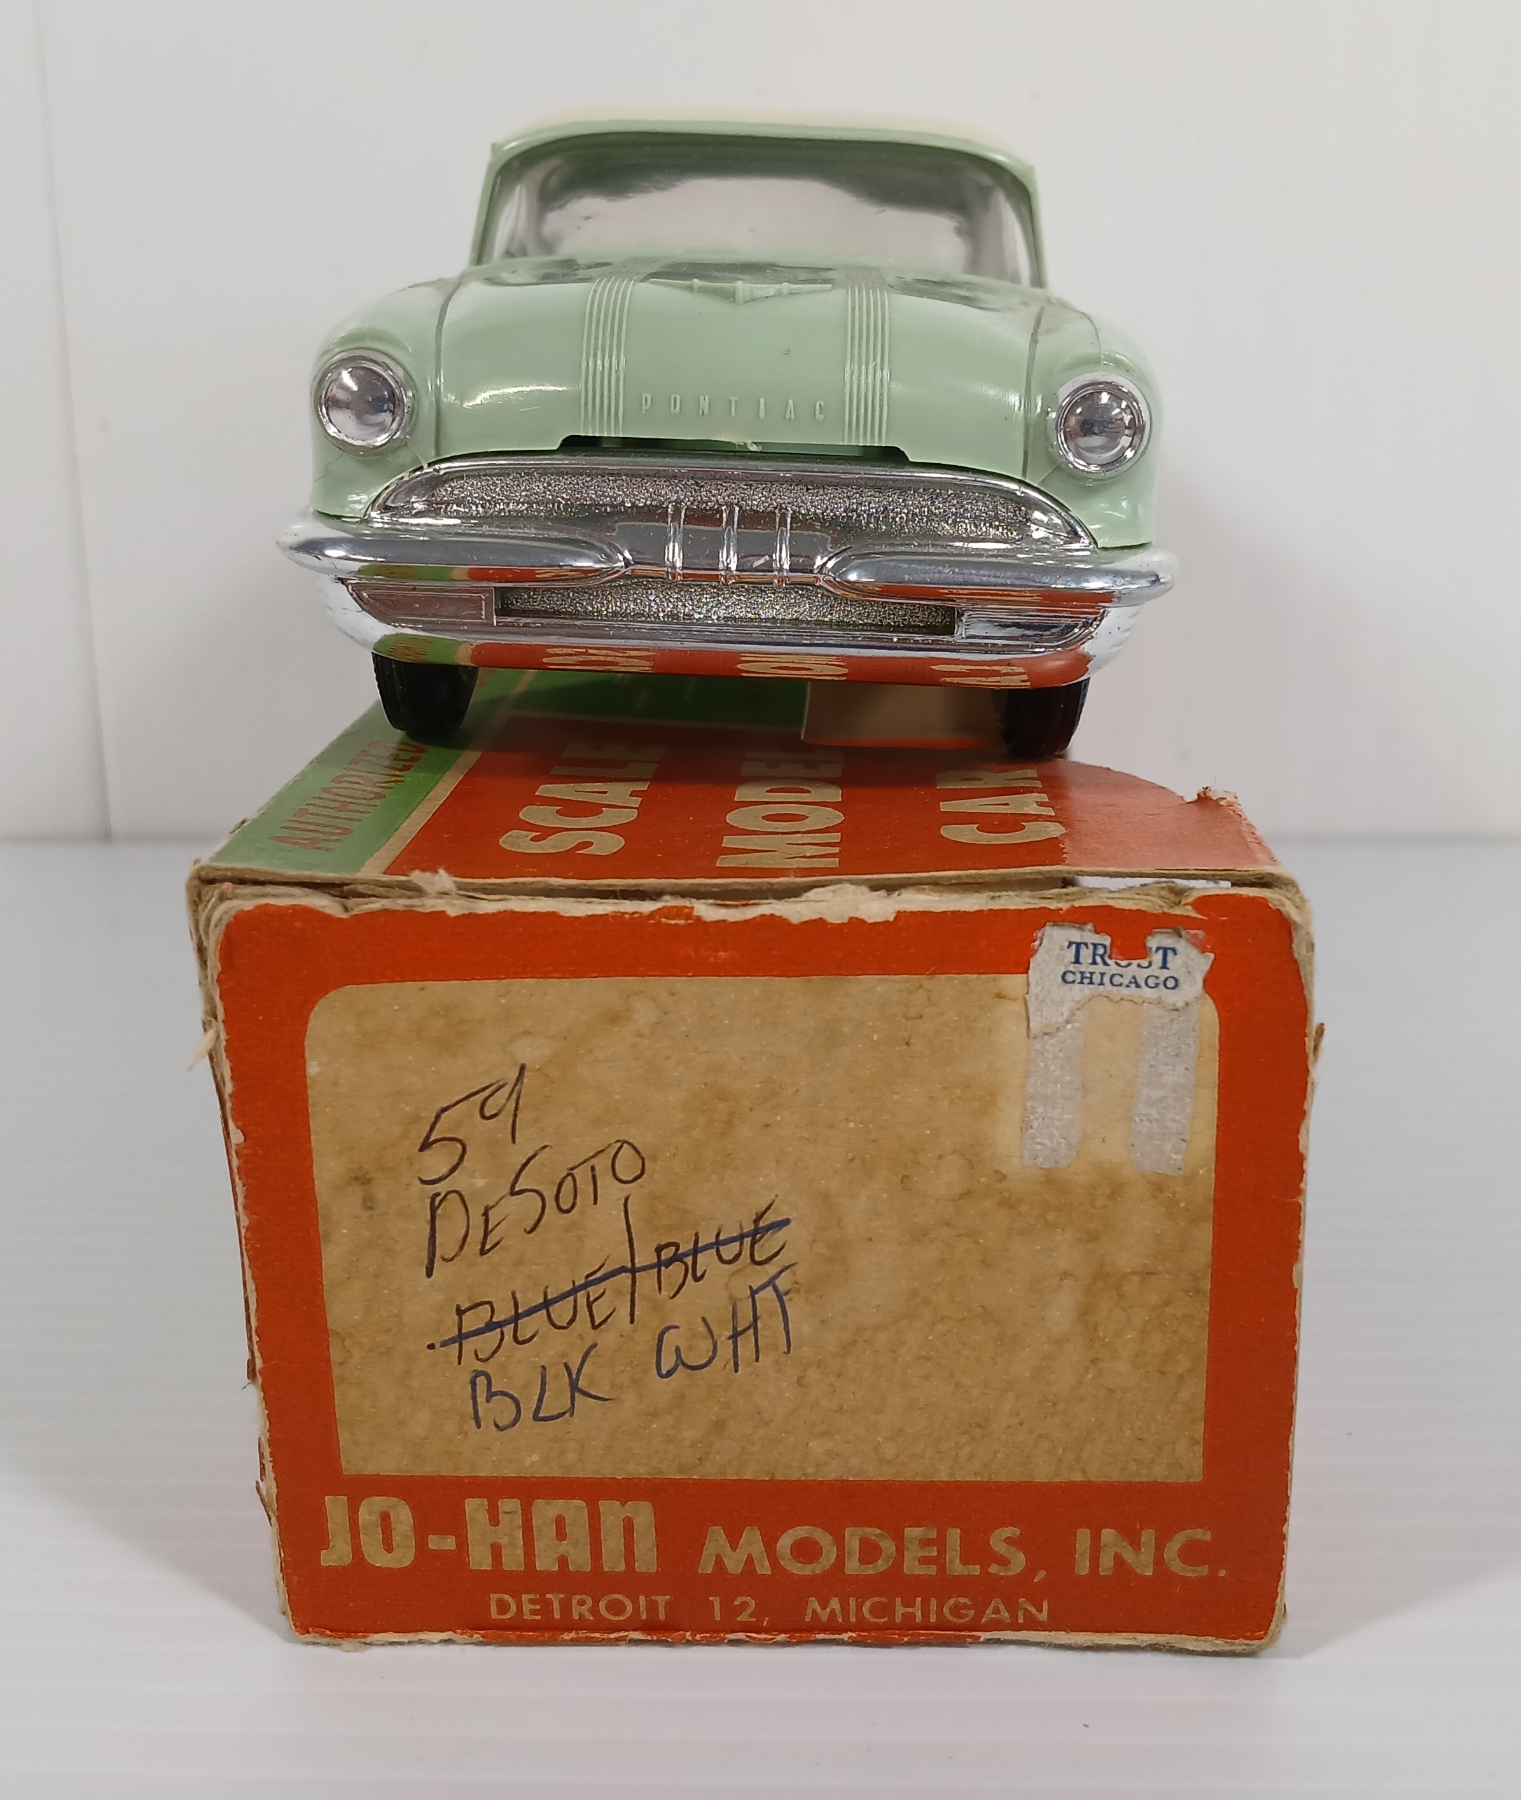 PONTIAC
AUTHORIZED
SCALE
MODEL
CAR
TRUST
CHICAGO
59
DESOTO
BLUE/BLUE
BLK WHT
JO-HAN MODELS, INC.
DETROIT 12, MICHIGAN